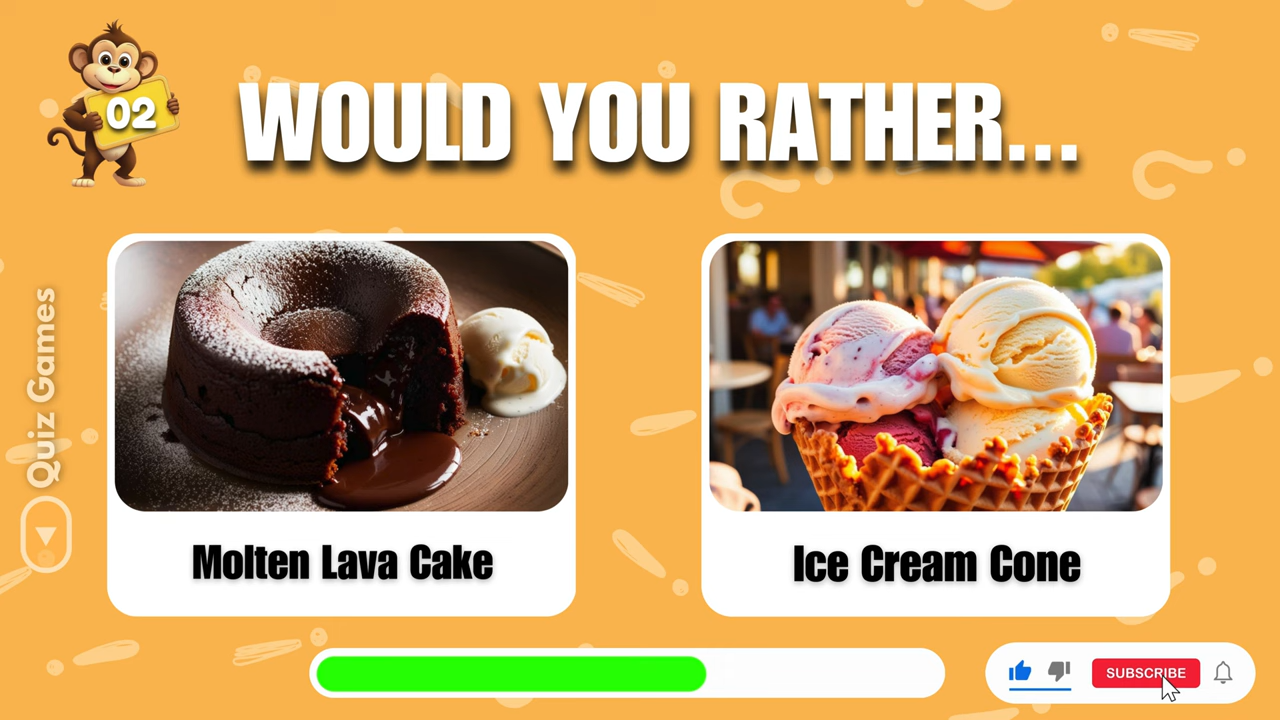 02
WOULD YOU RATHER...
Quiz Games
Molten Lava Cake
Ice Cream Cone
SUBSCRIBE